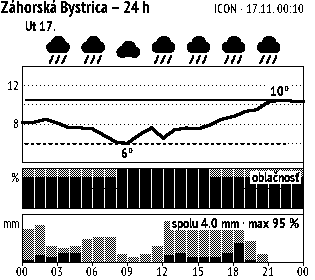 Záhorská Bystrica – 24 h
ICON · 17.11. 00:10
Ut 17.
12
10°
8
6°
%
oblačnosť
mm
spolu 4.0 mm · max 95 %
00 03 06 09 12 15 18 21 00